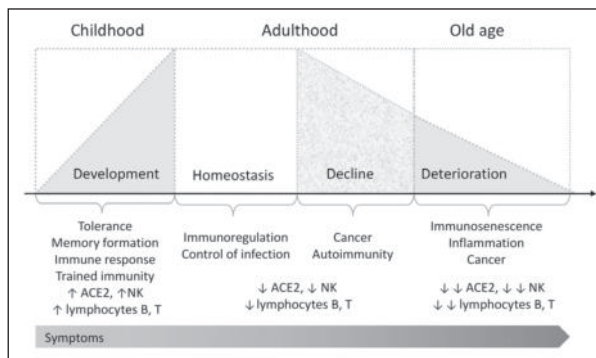 Childhood
Adulthood
Old age
Development
Homeostasis
Decline
Deterioration
Tolerance
Memory formation
Immune response
Trained immunity
↑ ACE2, ↑NK
↑ lymphocytes B, T
Immunoregulation
Control of infection
Cancer
Autoimmunity
↓ ACE2, ↓ NK
↓ lymphocytes B, T
Immunosenescence
Inflammation
Cancer
↓ ↓ ACE2, ↓ ↓ NK
↓ ↓ lymphocytes B, T
Symptoms